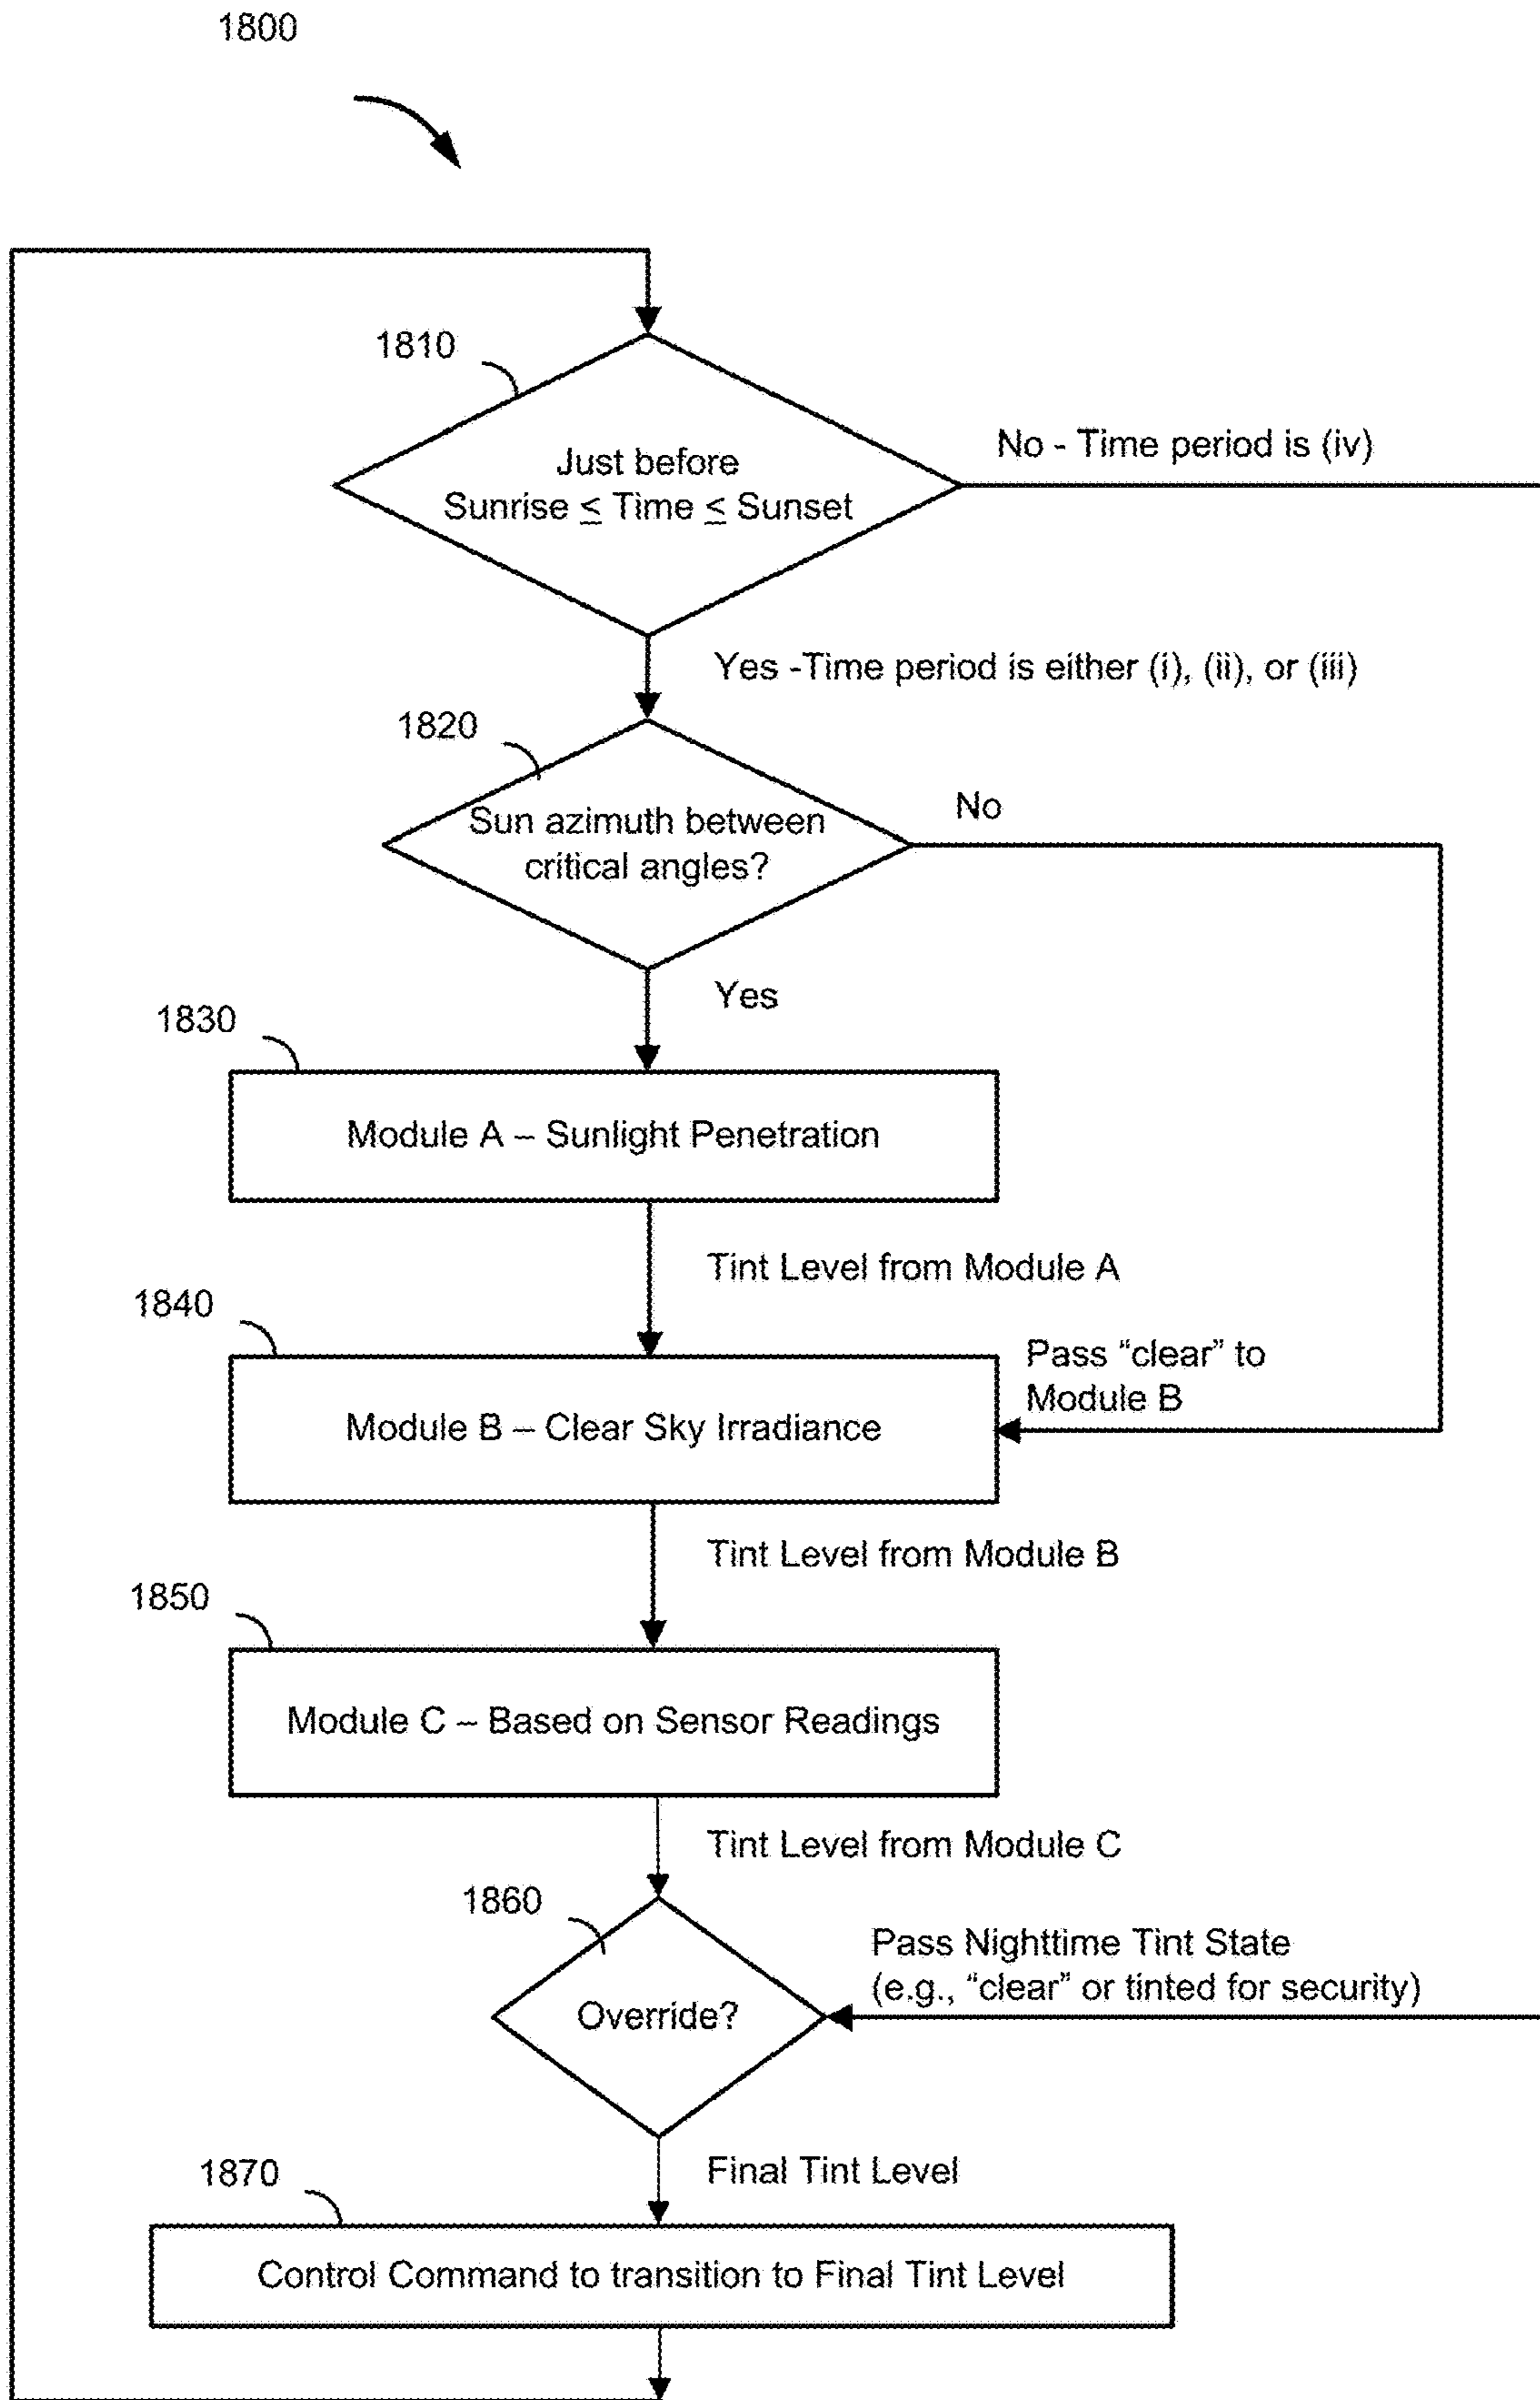 1800
1810
Just before
Sunrise ≤ Time ≤ Sunset
No - Time period is (iv)
Yes -Time period is either (i), (ii), or (iii)
1820
Sun azimuth between
critical angles?
No
Yes
1830
Module A – Sunlight Penetration
Tint Level from Module A
1840
Pass “clear” to
Module B
Module B – Clear Sky Irradiance
Tint Level from Module B
1850
Module C – Based on Sensor Readings
Tint Level from Module C
1860
Pass Nighttime Tint State
(e.g., “clear” or tinted for security)
Override?
Final Tint Level
1870
Control Command to transition to Final Tint Level